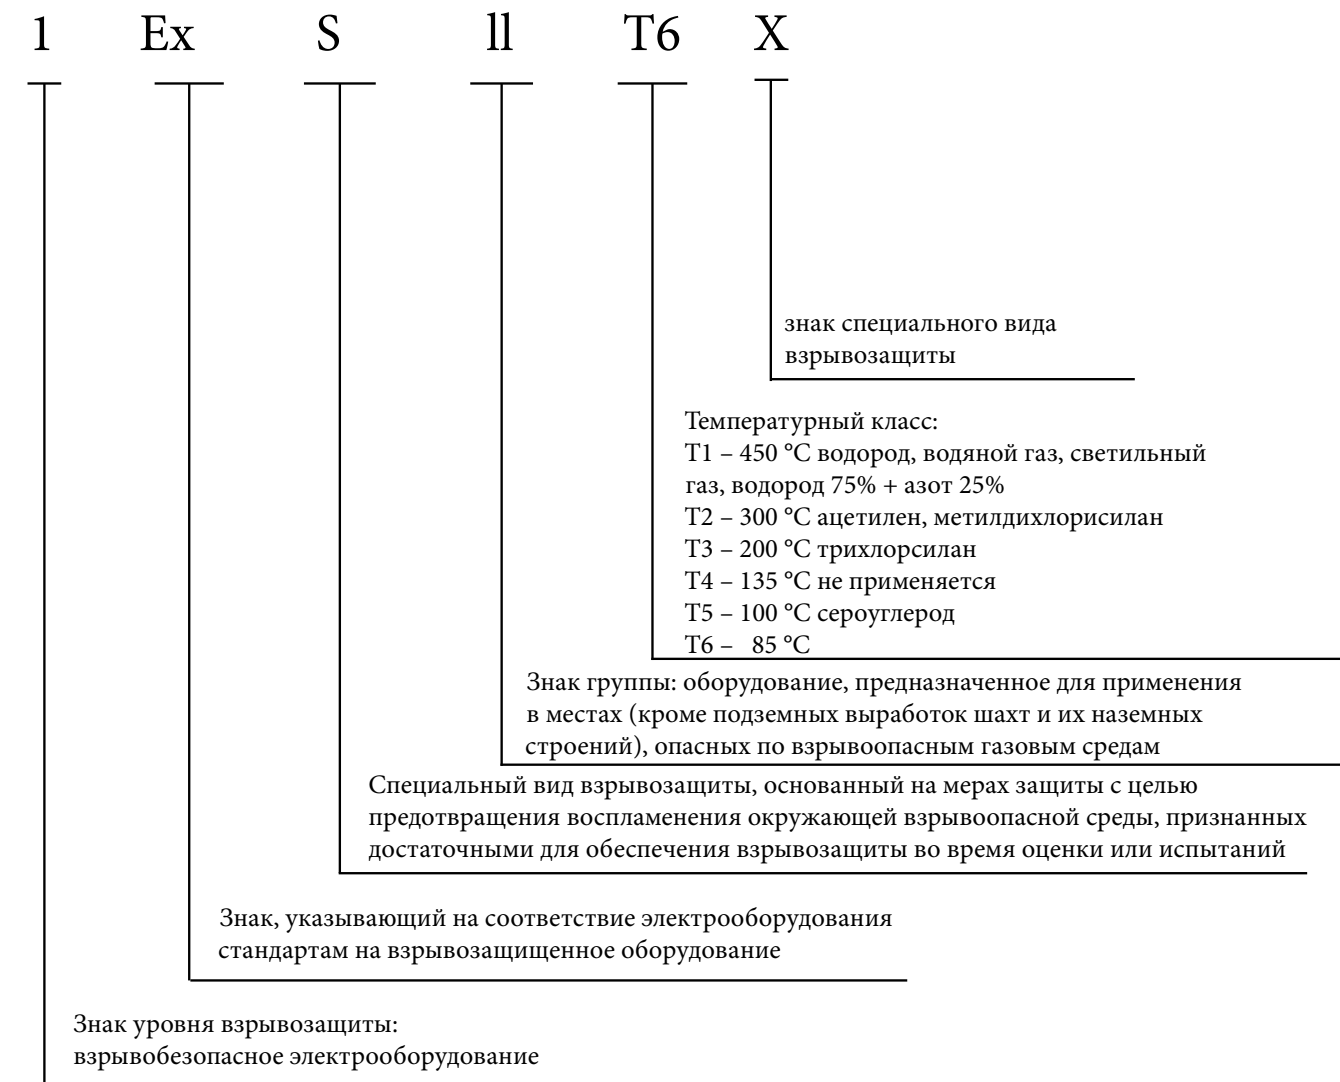 1 Ex S ll T6 X
знак специального вида
взрывозащиты
Температурный класс:
T1 – 450 °C водород, водяной газ, светильный
газ, водород 75% + азот 25%
T2 – 300 °C ацетилен, метилдихлорисилан
T3 – 200 °C трихлорсилан
T4 – 135 °C не применяется
T5 – 100 °C сероуглерод
T6 – 85 °C
Знак группы: оборудование, предназначенное для применения
в местах (кроме подземных выработок шахт и их наземных
строений), опасных по взрывоопасным газовым средам
Специальный вид взрывозащиты, основанный на мерах защиты с целью
предотвращения воспламенения окружающей взрывоопасной среды, признанных
достаточными для обеспечения взрывозащиты во время оценки или испытаний
Знак, указывающий на соответствие электрооборудования
стандартам на взрывозащищенное оборудование
Знак уровня взрывозащиты:
взрывобезопасное электрооборудование